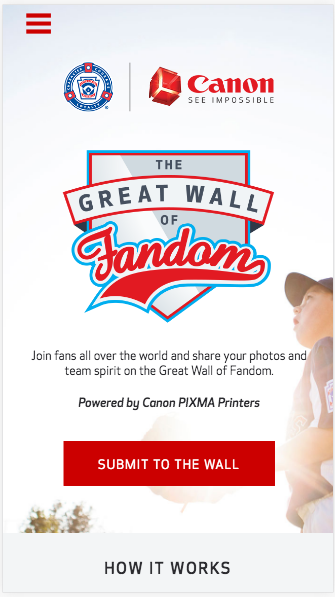 Canon
SEE IMPOSSIBLE
THE
GREAT WALL
OF
Fandom
Join fans all over the world and share your photos and
team spirit on the Great Wall of Fandom.
Powered by Canon PIXMA Printers
SUBMIT TO THE WALL
HOW IT WORKS